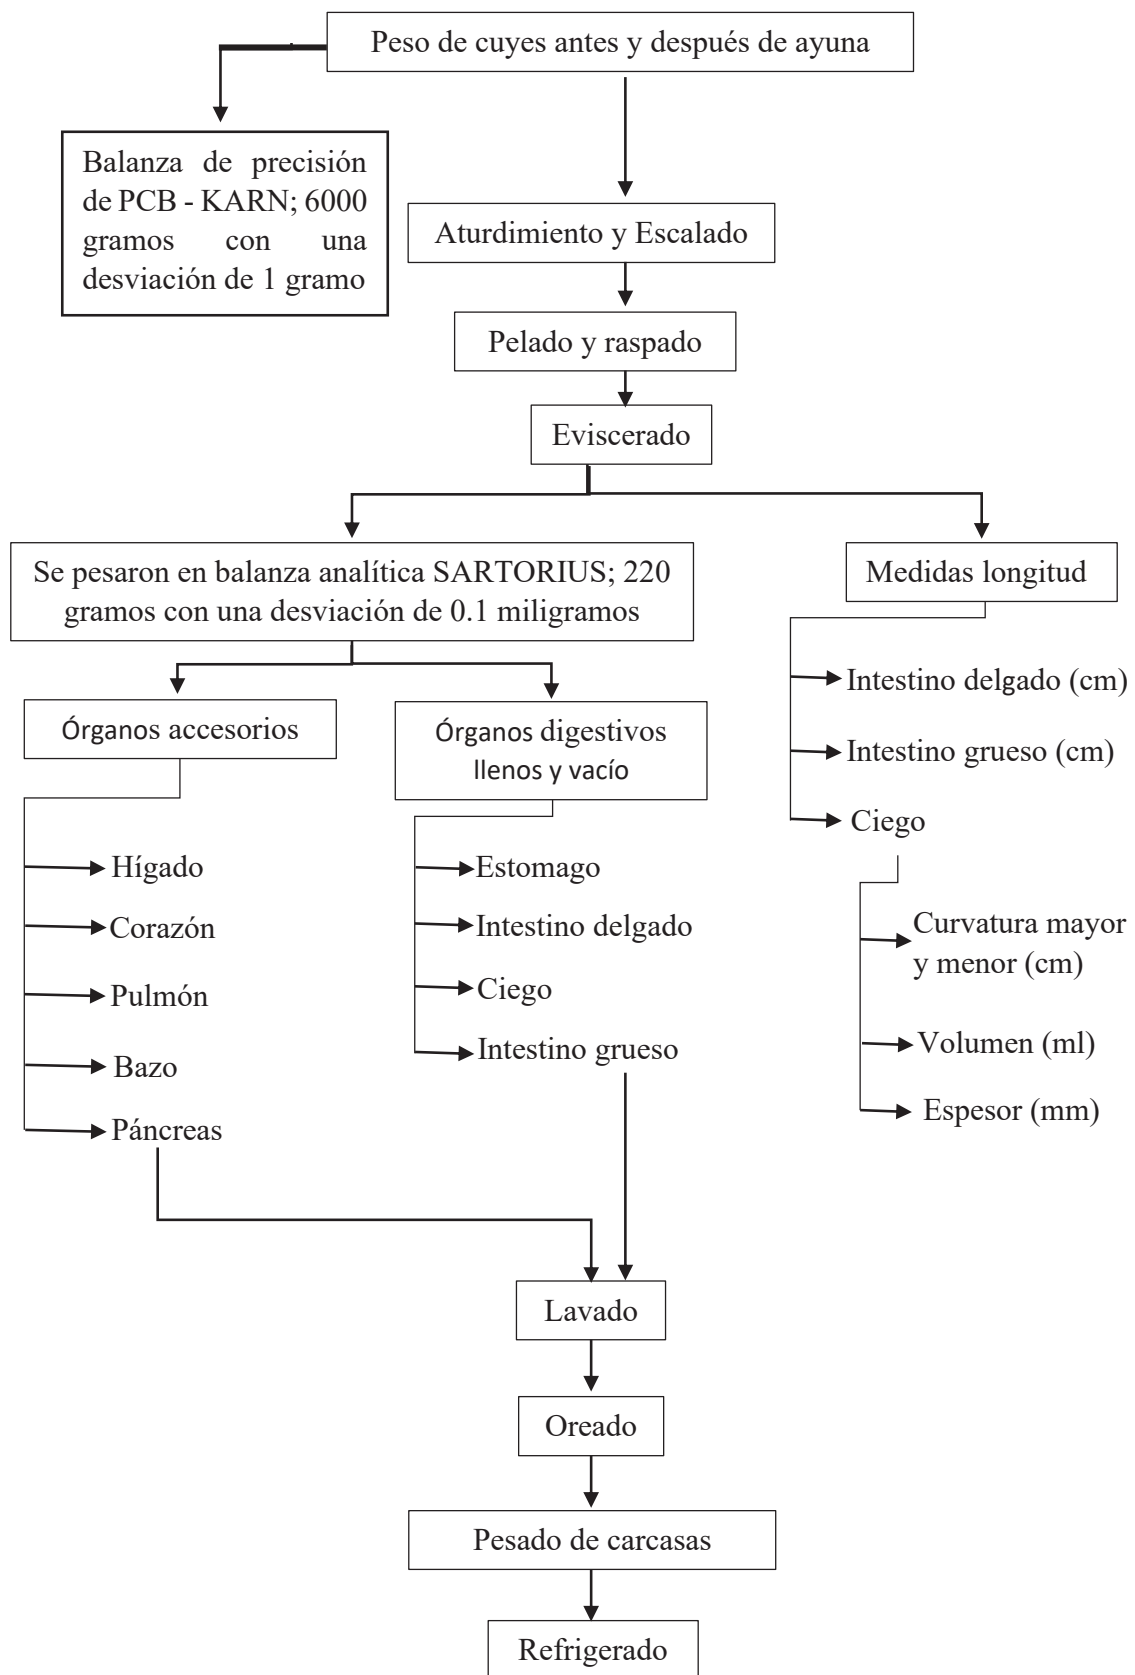 Peso de cuyes antes y después de ayuna
Balanza de precisión
de PCB - KARN; 6000
gramos con una
desviación de 1 gramo
Aturdimiento y Escalado
Pelado y raspado
Eviscerado
Se pesaron en balanza analítica SARTORIUS; 220
gramos con una desviación de 0.1 miligramos
Medidas longitud
Órganos accesorios
Hígado
Corazón
Pulmón
Bazo
Páncreas
Órganos digestivos
llenos y vacío
Estomago
Intestino delgado
Ciego
Intestino grueso
Intestino delgado (cm)
Intestino grueso (cm)
Ciego
Curvatura mayor
y menor (cm)
Volumen (ml)
Espesor (mm)
Lavado
Oreado
Pesado de carcasas
Refrigerado